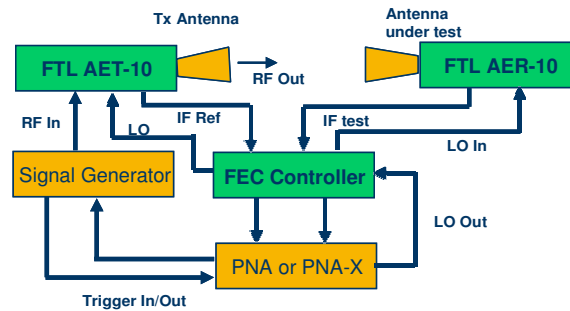 Tx Antenna
Antenna
under test
FTL AET-10
RF Out
FTL AER-10
IF Ref
IF test
RF In
LO
LO In
Signal Generator
FEC Controller
LO Out
PNA or PNA-X
Trigger In/Out